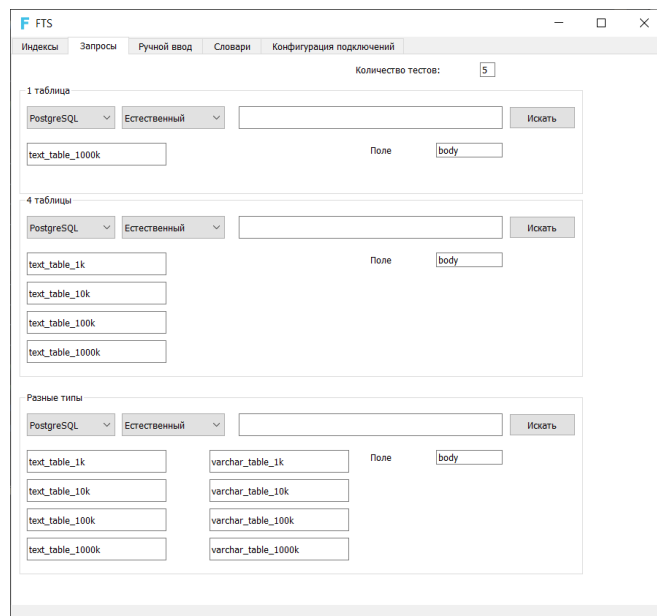 F FTS
Индексы Запросы Ручной ввод Словари Конфигурация подключений
Количество тестов: 5
1 таблица
PostgreSQL Естественный Искать
text_table_1000k Поле body
4 таблицы
PostgreSQL Естественный Искать
text_table_1k Поле body
text_table_10k
text_table_100k
text_table_1000k
Разные типы
PostgreSQL Естественный Искать
text_table_1k varchar_table_1k Поле body
text_table_10k varchar_table_10k
text_table_100k varchar_table_100k
text_table_1000k varchar_table_1000k